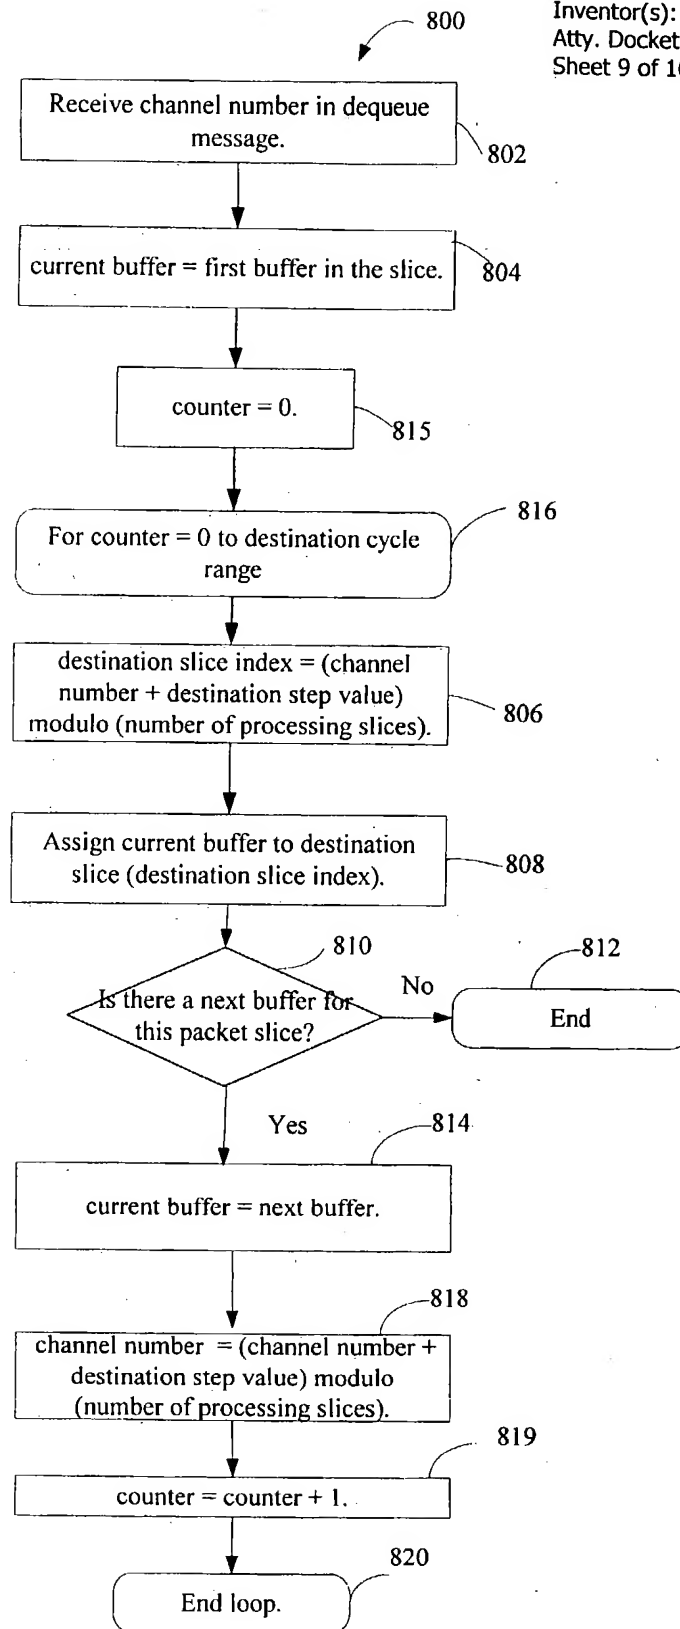 Inventor(s):
Atty. Docket
Sheet 9 of 1
800
Receive channel number in dequeue
message.
802
current buffer = first buffer in the slice.
804
counter = 0.
815
For counter = 0 to destination cycle
range
816
destination slice index = (channel
number + destination step value)
modulo (number of processing slices).
806
Assign current buffer to destination
slice (destination slice index).
808
810
Is there a next buffer for
this packet slice?
No
812
End
Yes
814
current buffer = next buffer.
818
channel number = (channel number +
destination step value) modulo
(number of processing slices).
819
counter = counter + 1.
820
End loop.